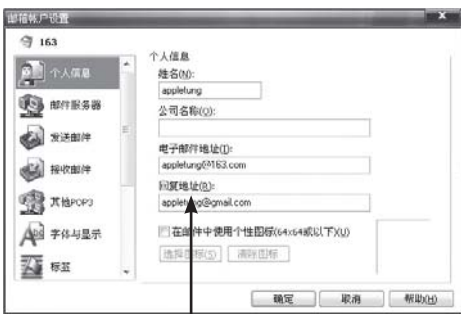 邮箱帐户设置
163
个人信息
邮件服务器
发送邮件
接收邮件
其他POP3
字体与显示
标签
个人信息
姓名(N):
appletung
公司名称(O):
电子邮件地址(I):
appletung@163.com
回复地址(R):
appletung@gmail.com
在邮件中使用个性图标(64x64或以下)(U)
选择图标(S) 清除图标
确定 取消 帮助(H)